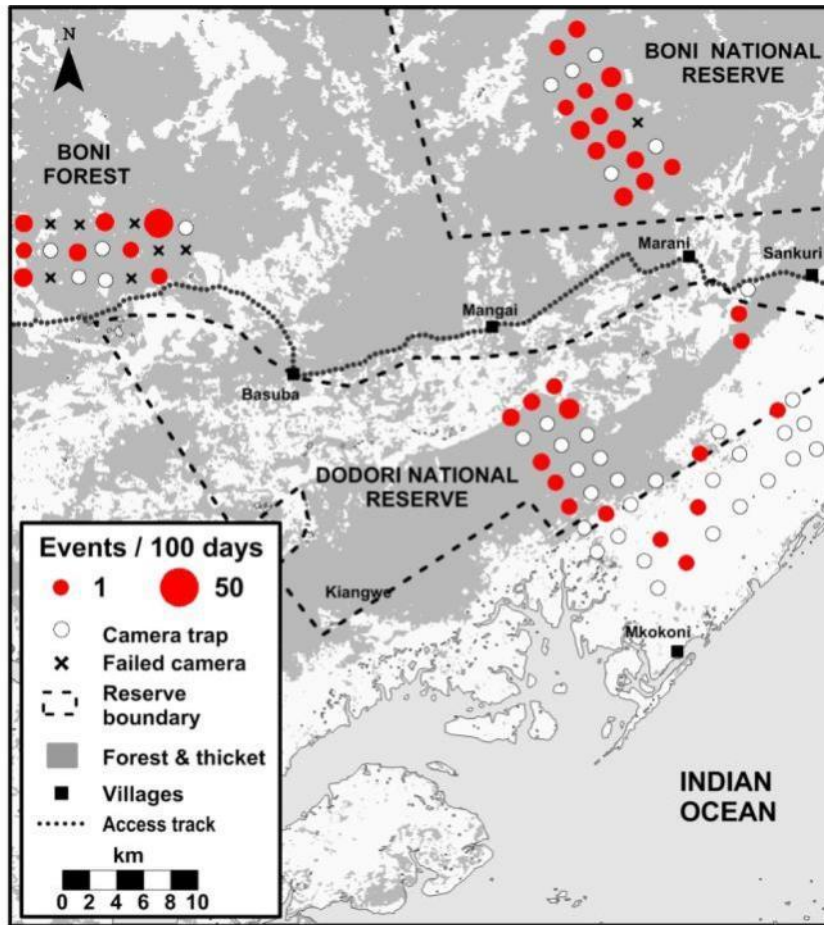 N
BONI NATIONAL
RESERVE
BONI
FOREST
Marani
Sankuri
Mangai
Basuba
DODORI NATIONAL
RESERVE
Events / 100 days
1 50
Camera trap
Failed camera
Reserve
boundary
Forest & thicket
Villages
Access track
km
0 2 4 6 8 10
Kiangwe
Mkokoni
INDIAN
OCEAN